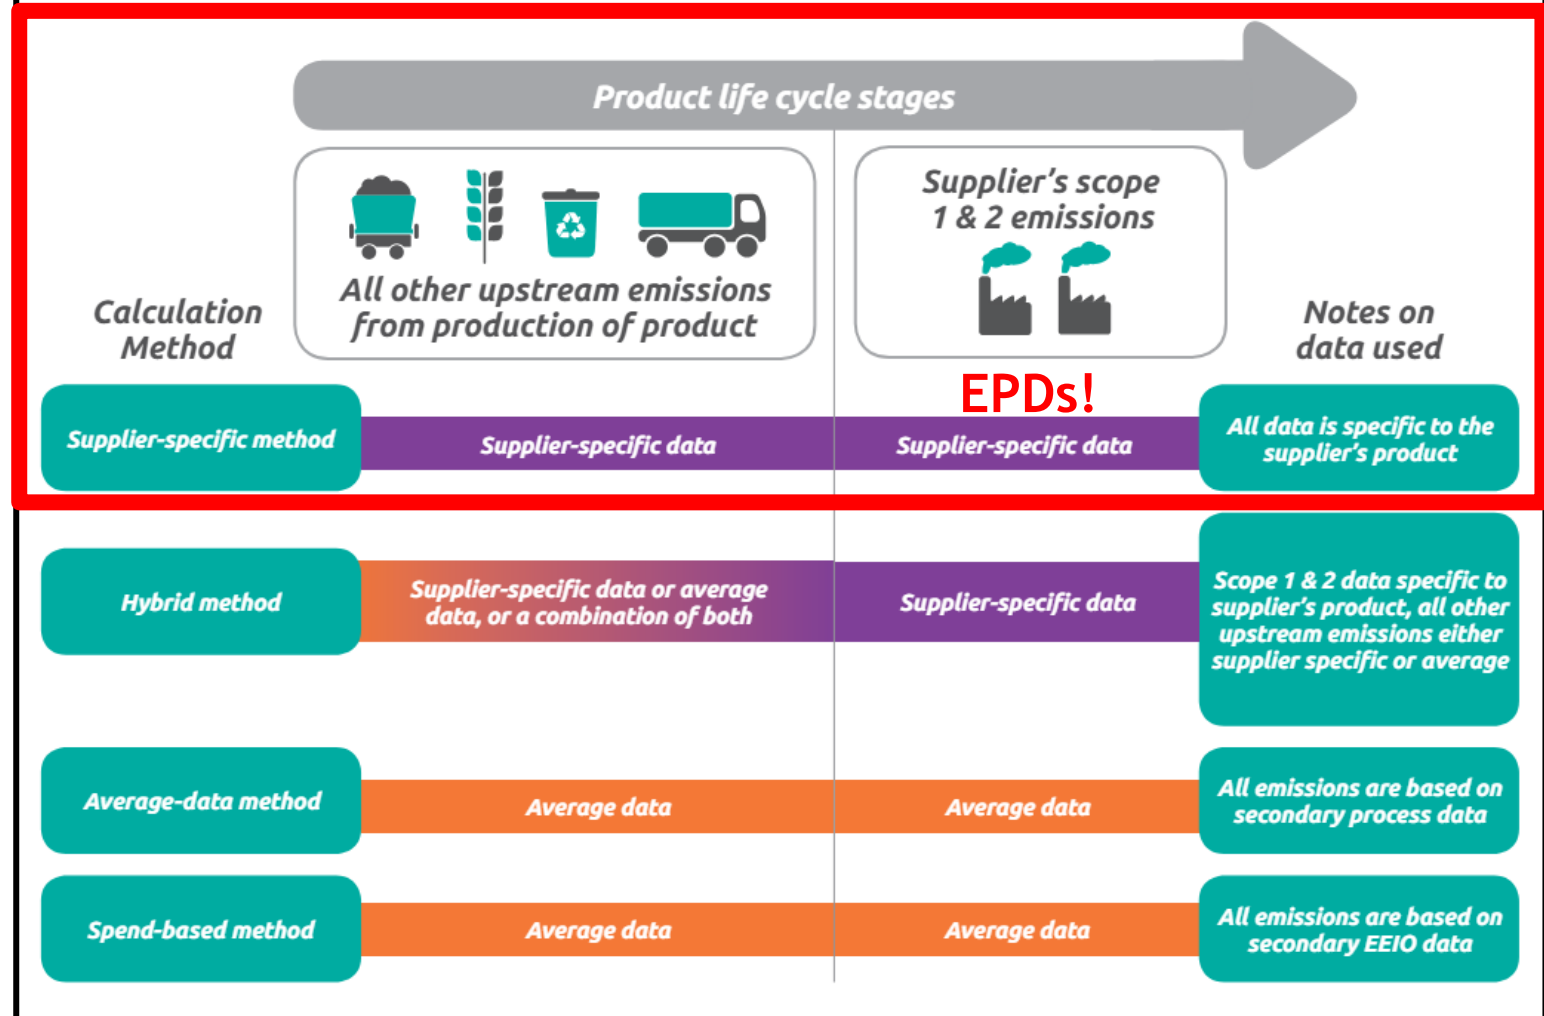 Product life cycle stages
Supplier's scope
1 & 2 emissions
All other upstream emissions
from production of product
Calculation
Method
Notes on
data used
EPDs!
Supplier-specific method
Supplier-specific data
Supplier-specific data
All data is specific to the
supplier's product
Hybrid method
Supplier-specific data or average
data, or a combination of both
Supplier-specific data
Scope 1 & 2 data specific to
supplier's product, all other
upstream emissions either
supplier specific or average
Average-data method
Average data
Average data
All emissions are based on
secondary process data
Spend-based method
Average data
Average data
All emissions are based on
secondary EEIO data